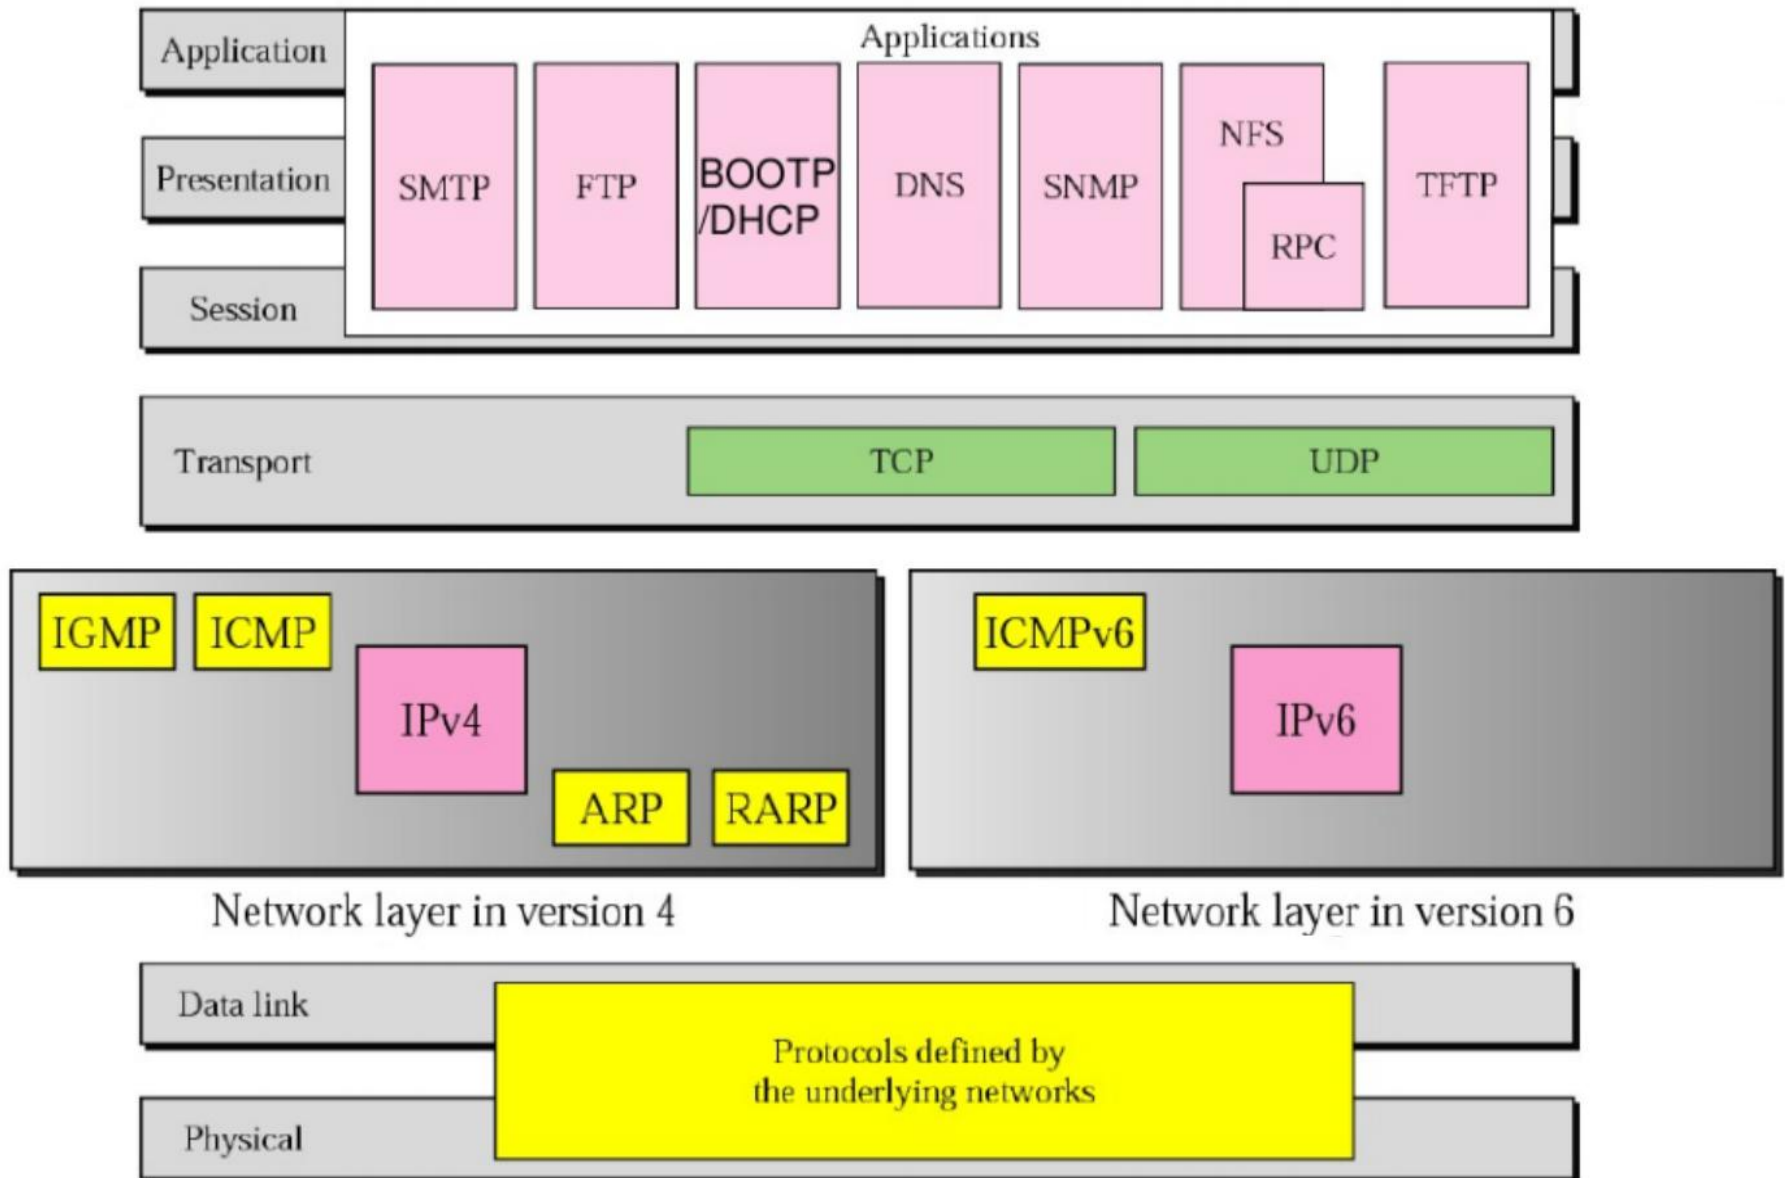 Application
Applications
Presentation
Session
SMTP
FTP
BOOTP
/DHCP
DNS
SNMP
NFS
RPC
TFTP
Transport
TCP
UDP
IGMP
ICMP
IPv4
ARP
RARP
Network layer in version 4
ICMPv6
IPv6
Network layer in version 6
Data link
Protocols defined by
the underlying networks
Physical